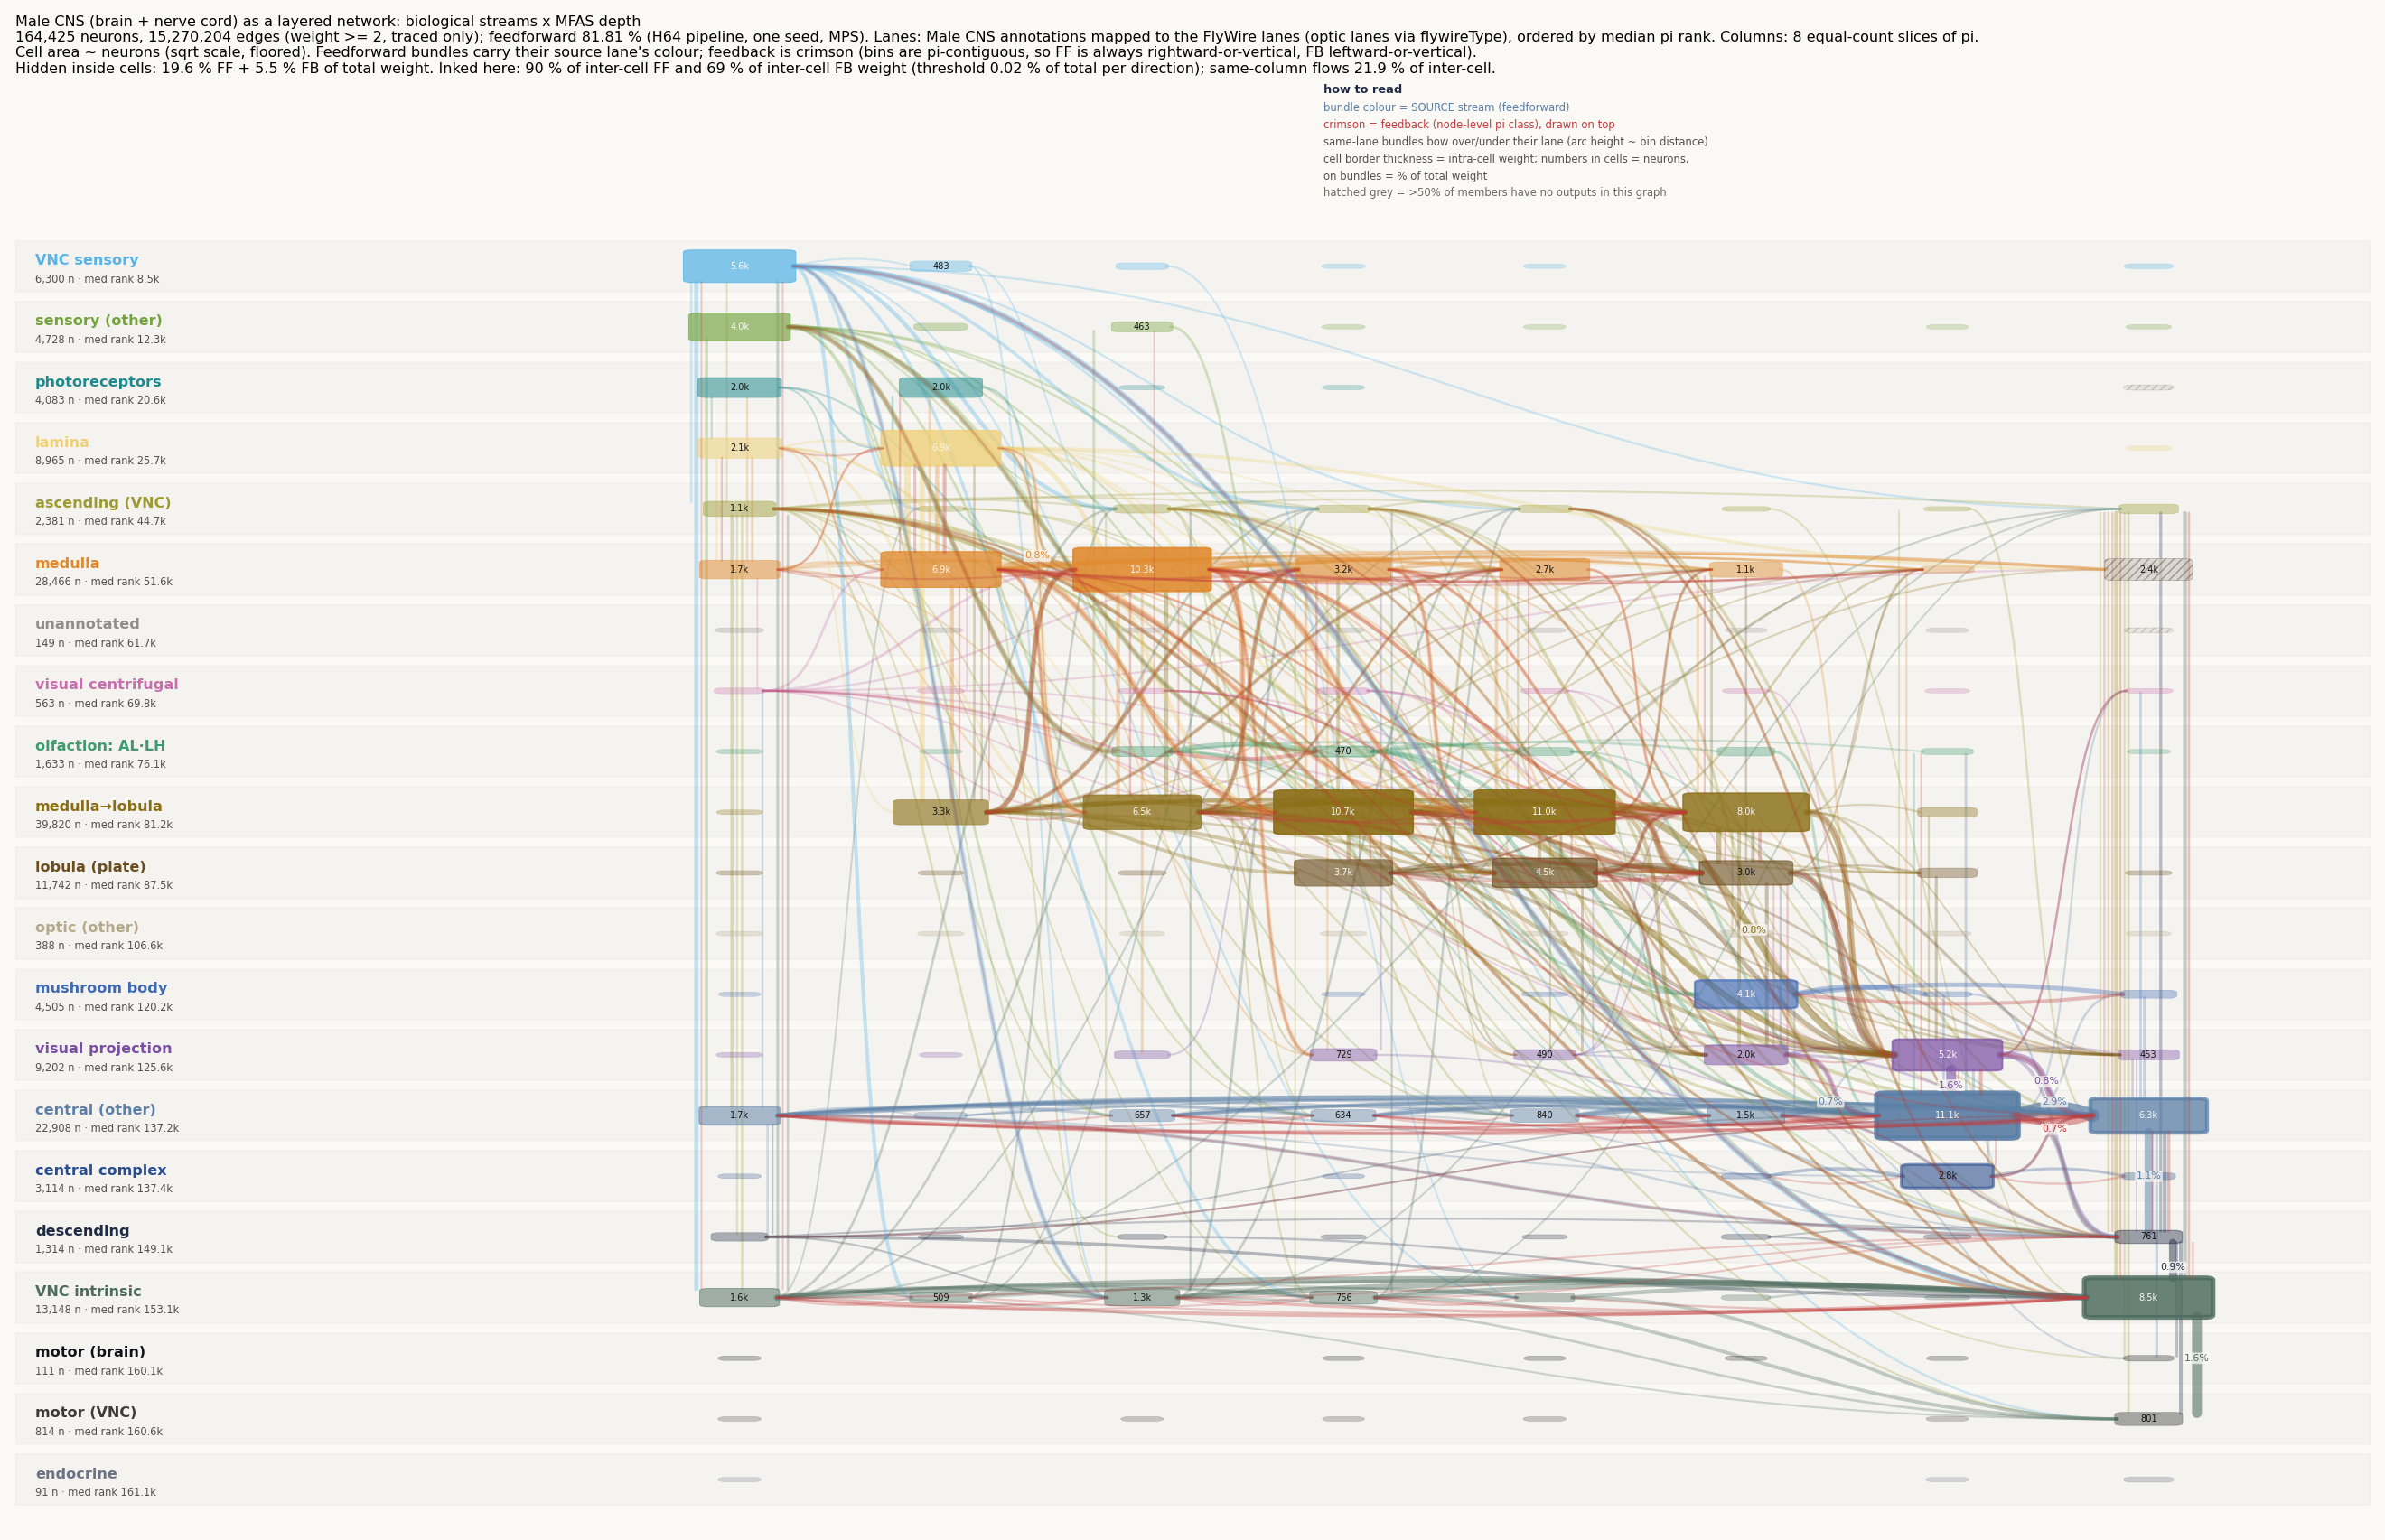 Male CNS (brain + nerve cord) as a layered network: biological streams x MFAS depth
164,425 neurons, 15,270,204 edges (weight >= 2, traced only); feedforward 81.81 % (H64 pipeline, one seed, MPS). Lanes: Male CNS annotations mapped to the FlyWire lanes (optic lanes via flywireType), ordered by median pi rank. Columns: 8 equal-count slices of pi.
Cell area ~ neurons (sqrt scale, floored). Feedforward bundles carry their source lane's colour; feedback is crimson (bins are pi-contiguous, so FF is always rightward-or-vertical, FB leftward-or-vertical).
Hidden inside cells: 19.6 % FF + 5.5 % FB of total weight. Inked here: 90 % of inter-cell FF and 69 % of inter-cell FB weight (threshold 0.02 % of total per direction); same-column flows 21.9 % of inter-cell.
how to read
bundle colour = SOURCE stream (feedforward)
crimson = feedback (node-level pi class), drawn on top
same-lane bundles bow over/under their lane (arc height ~ bin distance)
cell border thickness = intra-cell weight; numbers in cells = neurons,
on bundles = % of total weight
hatched grey = >50% of members have no outputs in this graph
VNC sensory
6,300 n · med rank 8.5k
5.6k
483
sensory (other)
4,728 n · med rank 12.3k
4.0k
463
photoreceptors
4,083 n · med rank 20.6k
2.0k
2.0k
lamina
8,965 n · med rank 25.7k
2.1k
6.9k
ascending (VNC)
2,381 n · med rank 44.7k
1.1k
medulla
28,466 n · med rank 51.6k
1.7k
6.9k
0.8%
10.3k
3.2k
2.7k
1.1k
2.4k
unannotated
149 n · med rank 61.7k
visual centrifugal
563 n · med rank 69.8k
olfaction: AL·LH
1,633 n · med rank 76.1k
470
medulla→lobula
39,820 n · med rank 81.2k
3.3k
6.5k
10.7k
11.0k
8.0k
lobula (plate)
11,742 n · med rank 87.5k
3.7k
4.5k
3.0k
optic (other)
388 n · med rank 106.6k
0.8%
mushroom body
4,505 n · med rank 120.2k
4.1k
visual projection
9,202 n · med rank 125.6k
729
490
2.0k
5.2k
453
1.6%
0.8%
central (other)
22,908 n · med rank 137.2k
1.7k
657
634
840
1.5k
0.7%
11.1k
2.9%
0.7%
6.3k
central complex
3,114 n · med rank 137.4k
2.8k
1.1%
descending
1,314 n · med rank 149.1k
761
0.9%
VNC intrinsic
13,148 n · med rank 153.1k
1.6k
509
1.3k
766
8.5k
motor (brain)
111 n · med rank 160.1k
1.6%
motor (VNC)
814 n · med rank 160.6k
801
endocrine
91 n · med rank 161.1k